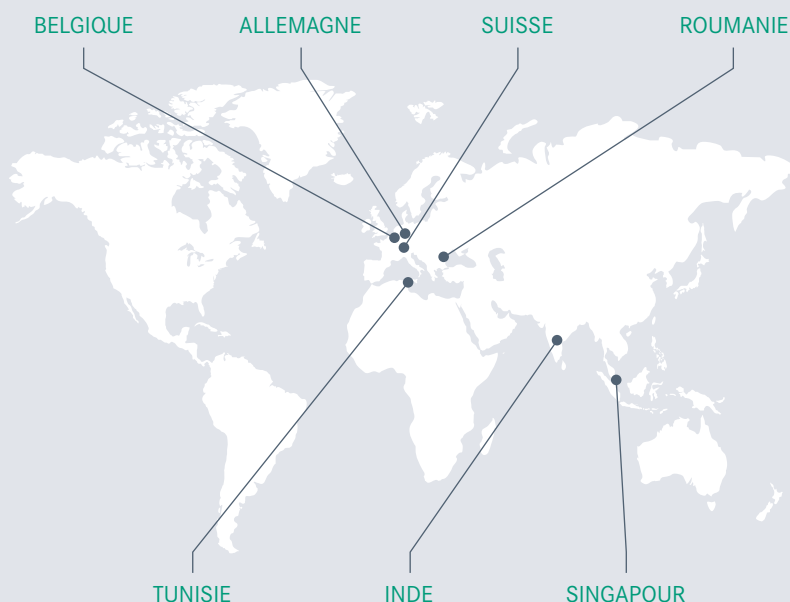 BELGIQUE
ALLEMAGNE
SUISSE
ROUMANIE
TUNISIE
INDE
SINGAPOUR